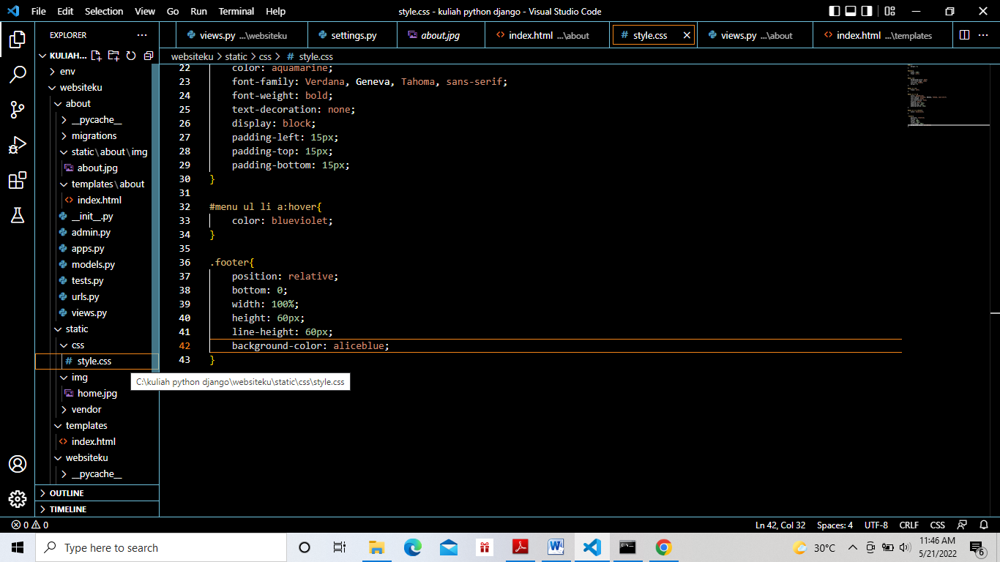 File Edit Selection View Go Run Terminal Help style.css - kuliah python django - Visual Studio Code
EXPLORER
KULIAH...
env
websiteku
about
__pycache__
migrations
static\about\img
about.jpg
templates\about
index.html
__init__.py
admin.py
apps.py
models.py
tests.py
urls.py
views.py
static
css
style.css
img
home.jpg
vendor
templates
index.html
websiteku
__pycache__
OUTLINE
TIMELINE
views.py ...\websiteku settings.py about.jpg index.html ...\about style.css views.py ...\about index.html ...\templates
websiteku > static > css > # style.css
22 color: aquamarine;
23 font-family: Verdana, Geneva, Tahoma, sans-serif;
24 font-weight: bold;
25 text-decoration: none;
26 display: block;
27 padding-left: 15px;
28 padding-top: 15px;
29 padding-bottom: 15px;
30 }
31
32 #menu ul li a:hover{
33 color: blueviolet;
34 }
35
36 .footer{
37 position: relative;
38 bottom: 0;
39 width: 100%;
40 height: 60px;
41 line-height: 60px;
42 background-color: aliceblue;
43 }
C:\kuliah python django\websiteku\static\css\style.css
0 0 Ln 42, Col 32 Spaces: 4 UTF-8 CRLF CSS
Type here to search 30°C 11:46 AM
5/21/2022 6